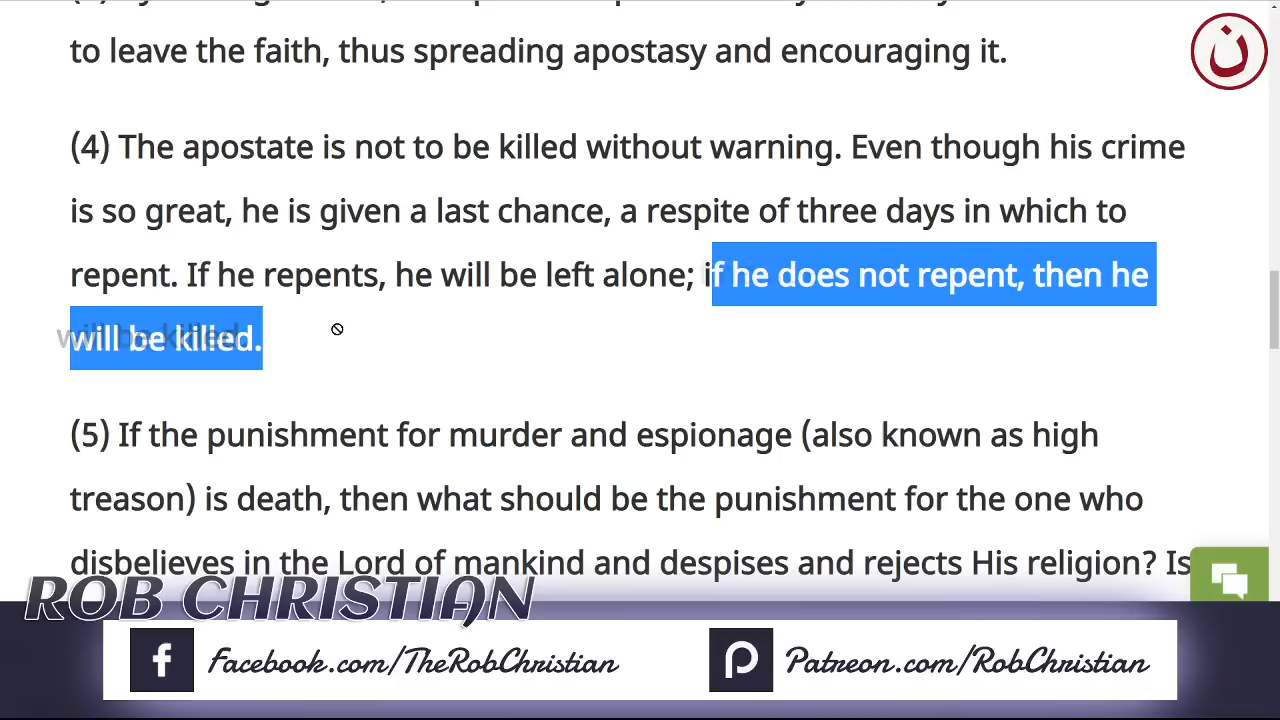 to leave the faith, thus spreading apostasy and encouraging it.
ن
(4) The apostate is not to be killed without warning. Even though his crime
is so great, he is given a last chance, a respite of three days in which to
repent. If he repents, he will be left alone; if he does not repent, then he
will be killed.
(5) If the punishment for murder and espionage (also known as high
treason) is death, then what should be the punishment for the one who
disbelieves in the Lord of mankind and despises and rejects His religion? Is
ROB CHRISTIAN
Facebook.com/TheRobChristian
Patreon.com/RobChristian